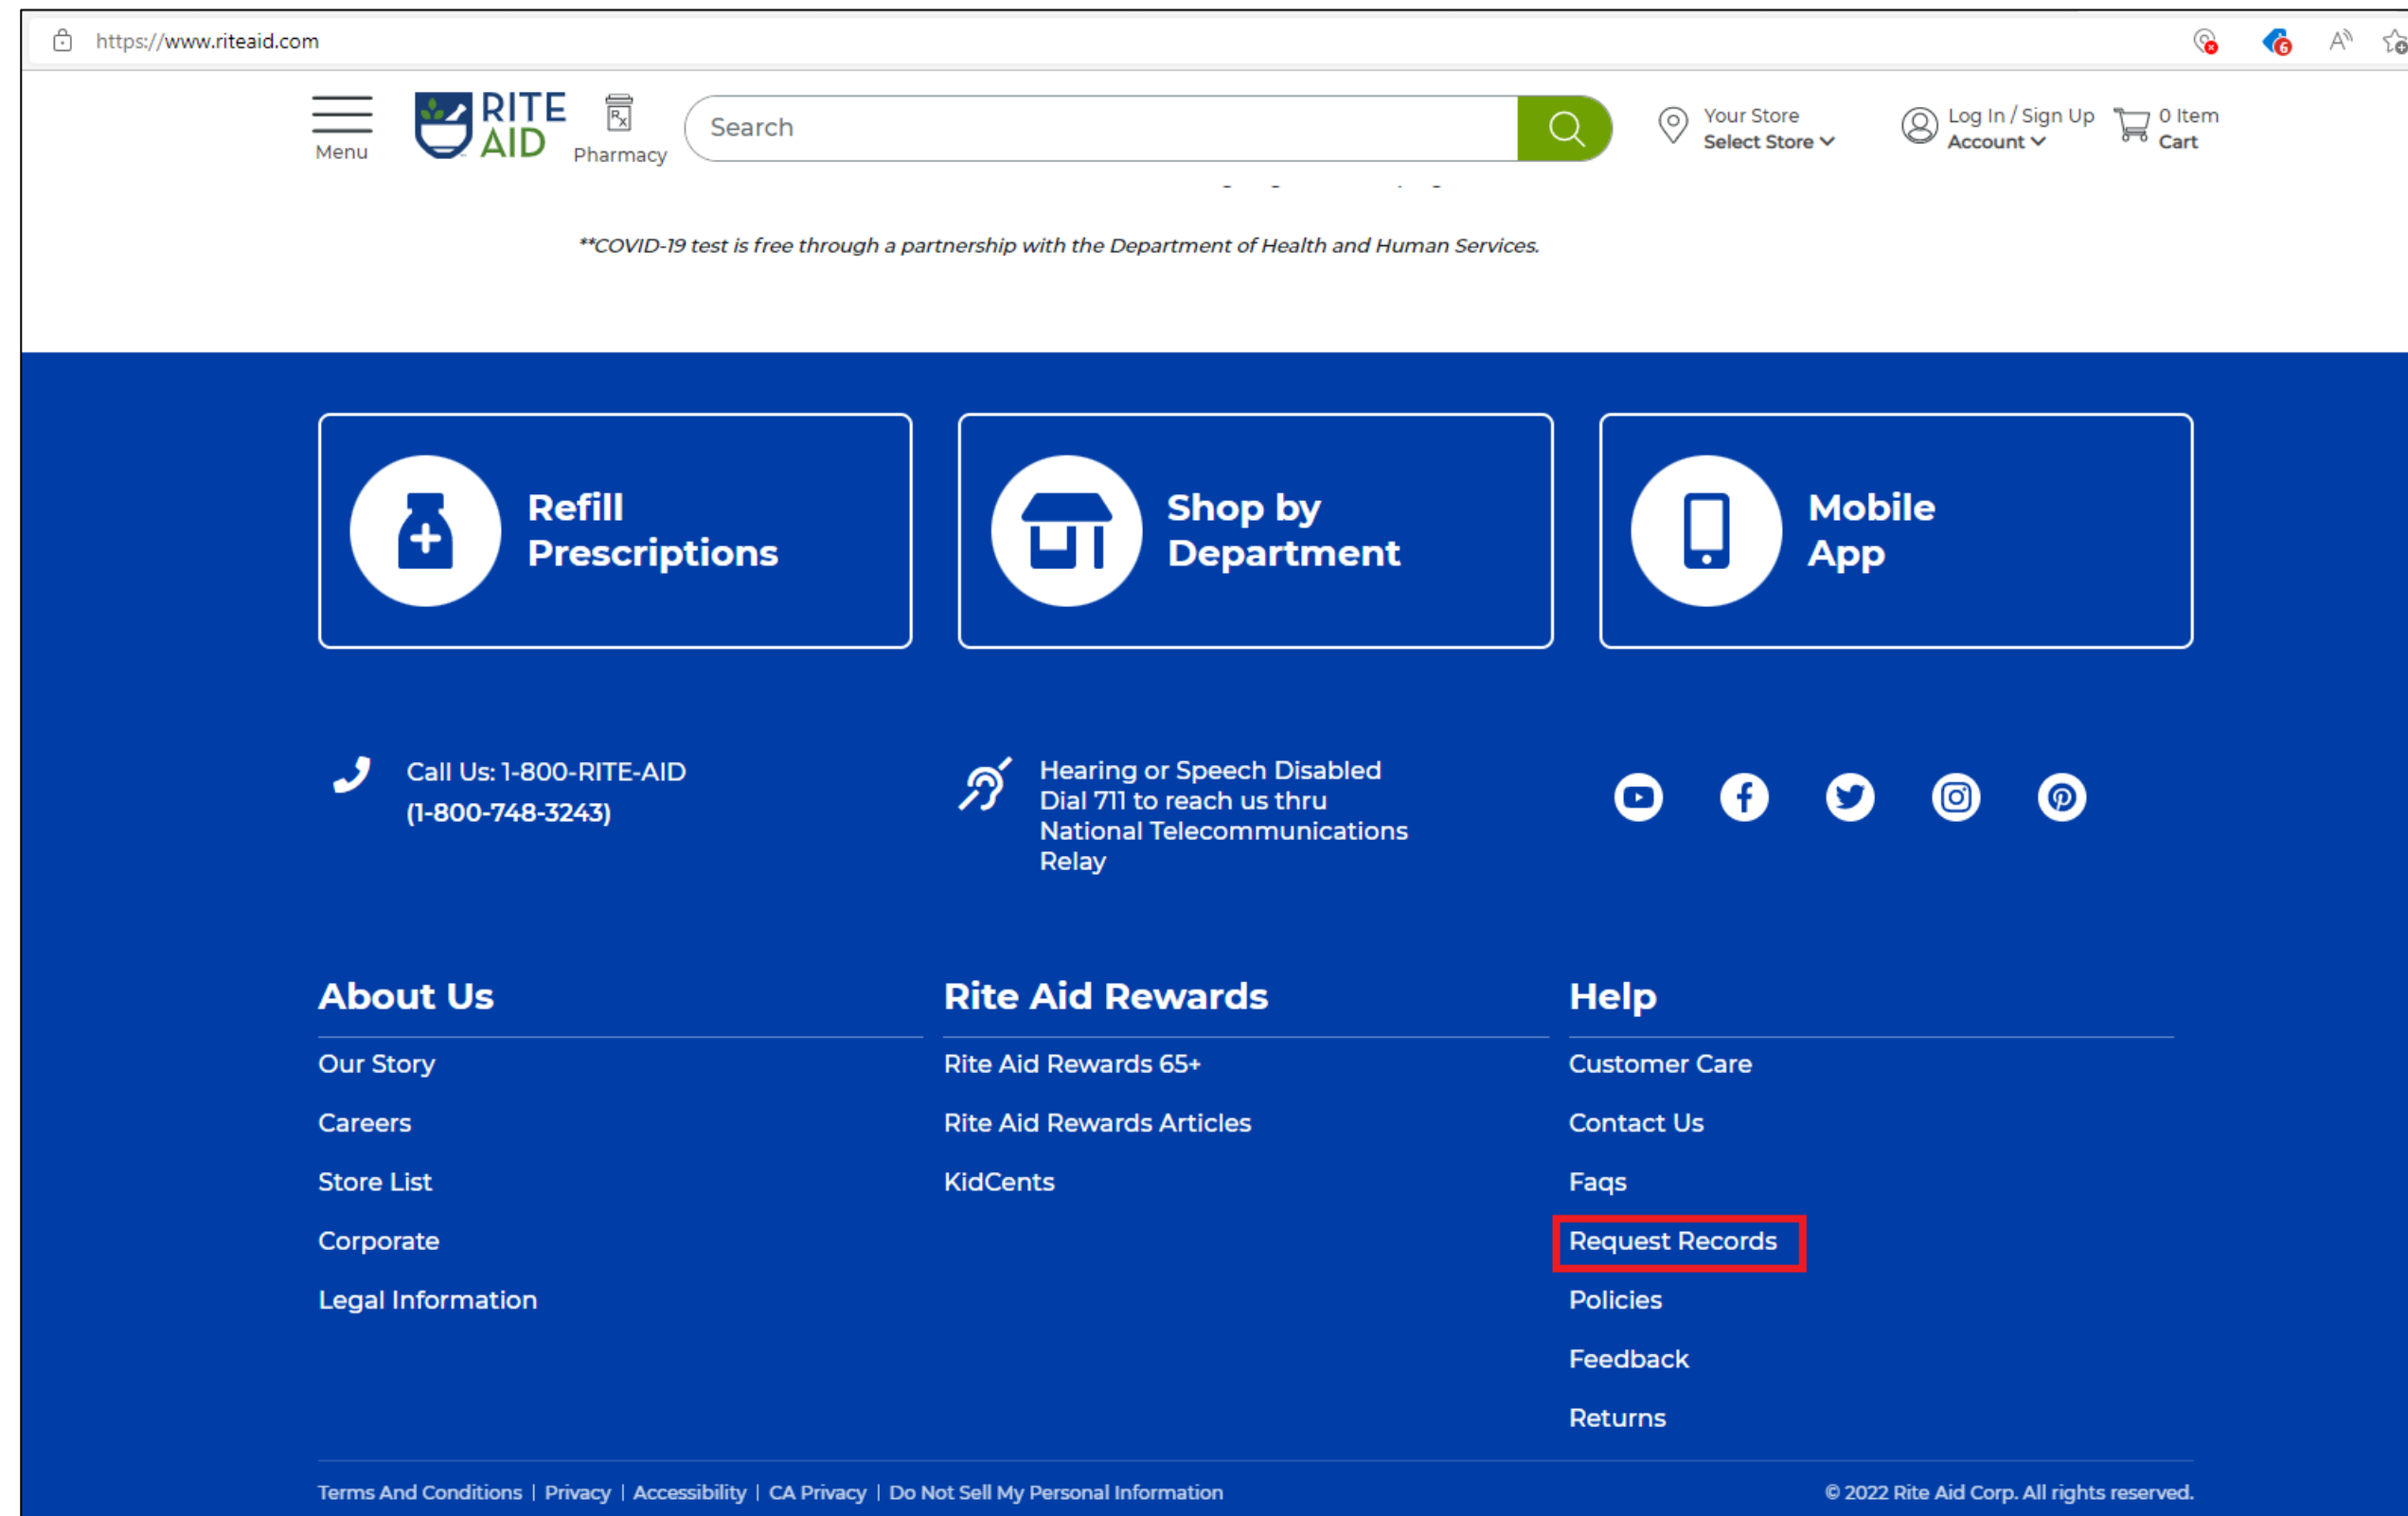 https://www.riteaid.com
6
Menu
RITE AID
Rx
Pharmacy
Search
Your Store
Select Store
Log In / Sign Up
Account
0 Item
Cart
**COVID-19 test is free through a partnership with the Department of Health and Human Services.
Refill
Prescriptions
Shop by
Department
Mobile
App
Call Us: 1-800-RITE-AID
(1-800-748-3243)
Hearing or Speech Disabled
Dial 711 to reach us thru
National Telecommunications
Relay
About Us
Our Story
Careers
Store List
Corporate
Legal Information
Rite Aid Rewards
Rite Aid Rewards 65+
Rite Aid Rewards Articles
KidCents
Help
Customer Care
Contact Us
Faqs
Request Records
Policies
Feedback
Returns
Terms And Conditions | Privacy | Accessibility | CA Privacy | Do Not Sell My Personal Information
© 2022 Rite Aid Corp. All rights reserved.